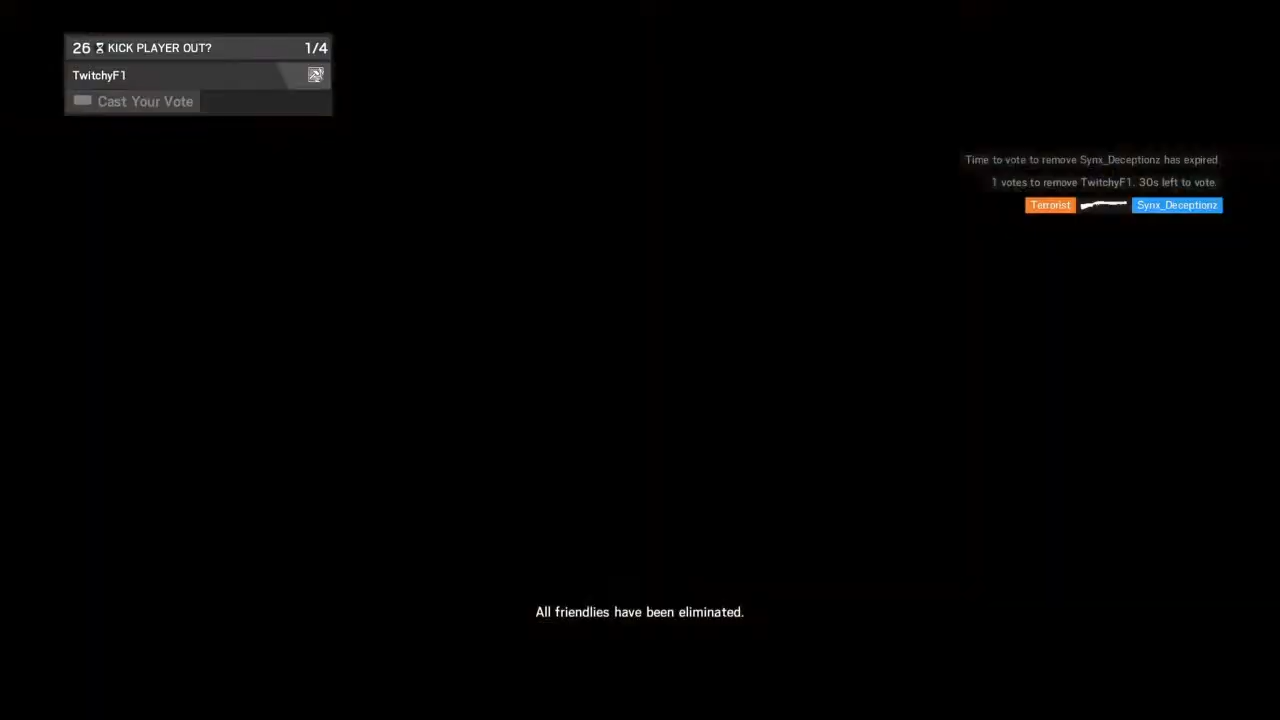 26 KICK PLAYER OUT? 1/4
TwitchyF1
Cast Your Vote
Time to vote to remove Synx_Deceptionz has expired.
1 votes to remove TwitchyF1. 30s left to vote.
Terrorist Synx_Deceptionz
All friendlies have been eliminated.